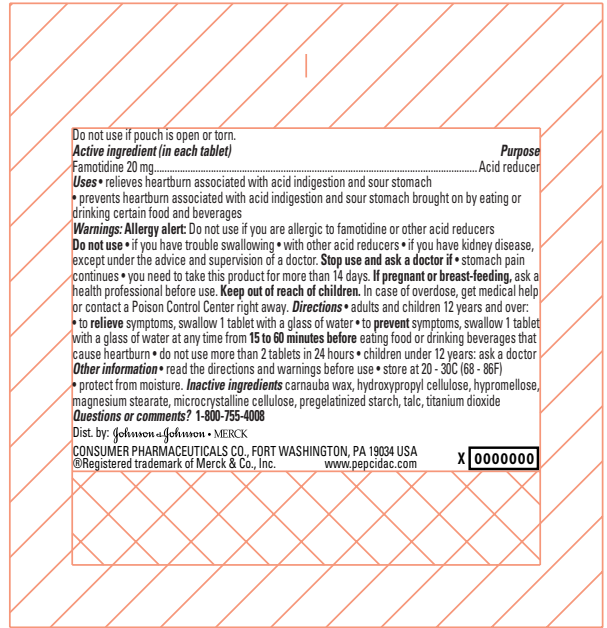 Do not use if pouch is open or torn.
Active ingredient (in each tablet) Purpose
Famotidine 20 mg........................................................................................................ Acid reducer
Uses • relieves heartburn associated with acid indigestion and sour stomach
• prevents heartburn associated with acid indigestion and sour stomach brought on by eating or
drinking certain food and beverages
Warnings: Allergy alert: Do not use if you are allergic to famotidine or other acid reducers
Do not use • if you have trouble swallowing • with other acid reducers • if you have kidney disease,
except under the advice and supervision of a doctor. Stop use and ask a doctor if • stomach pain
continues • you need to take this product for more than 14 days. If pregnant or breast-feeding, ask a
health professional before use. Keep out of reach of children. In case of overdose, get medical help
or contact a Poison Control Center right away. Directions • adults and children 12 years and over:
• to relieve symptoms, swallow 1 tablet with a glass of water • to prevent symptoms, swallow 1 tablet
with a glass of water at any time from 15 to 60 minutes before eating food or drinking beverages that
cause heartburn • do not use more than 2 tablets in 24 hours • children under 12 years: ask a doctor
Other information • read the directions and warnings before use • store at 20 - 30C (68 - 86F)
• protect from moisture. Inactive ingredients carnauba wax, hydroxypropyl cellulose, hypromellose,
magnesium stearate, microcrystalline cellulose, pregelatinized starch, talc, titanium dioxide
Questions or comments? 1-800-755-4008
Dist. by: Johnson & Johnson • MERCK
CONSUMER PHARMACEUTICALS CO., FORT WASHINGTON, PA 19034 USA
®Registered trademark of Merck & Co., Inc. www.pepcidac.com X 0000000